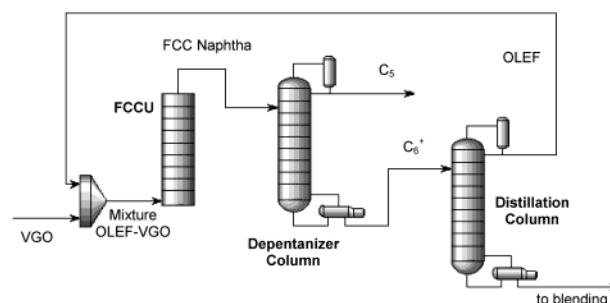 FCC Naphtha
OLEF
C5
FCCU
C6+
Mixture
OLEF-VGO
VGO
Depentanizer
Column
Distillation
Column
to blending